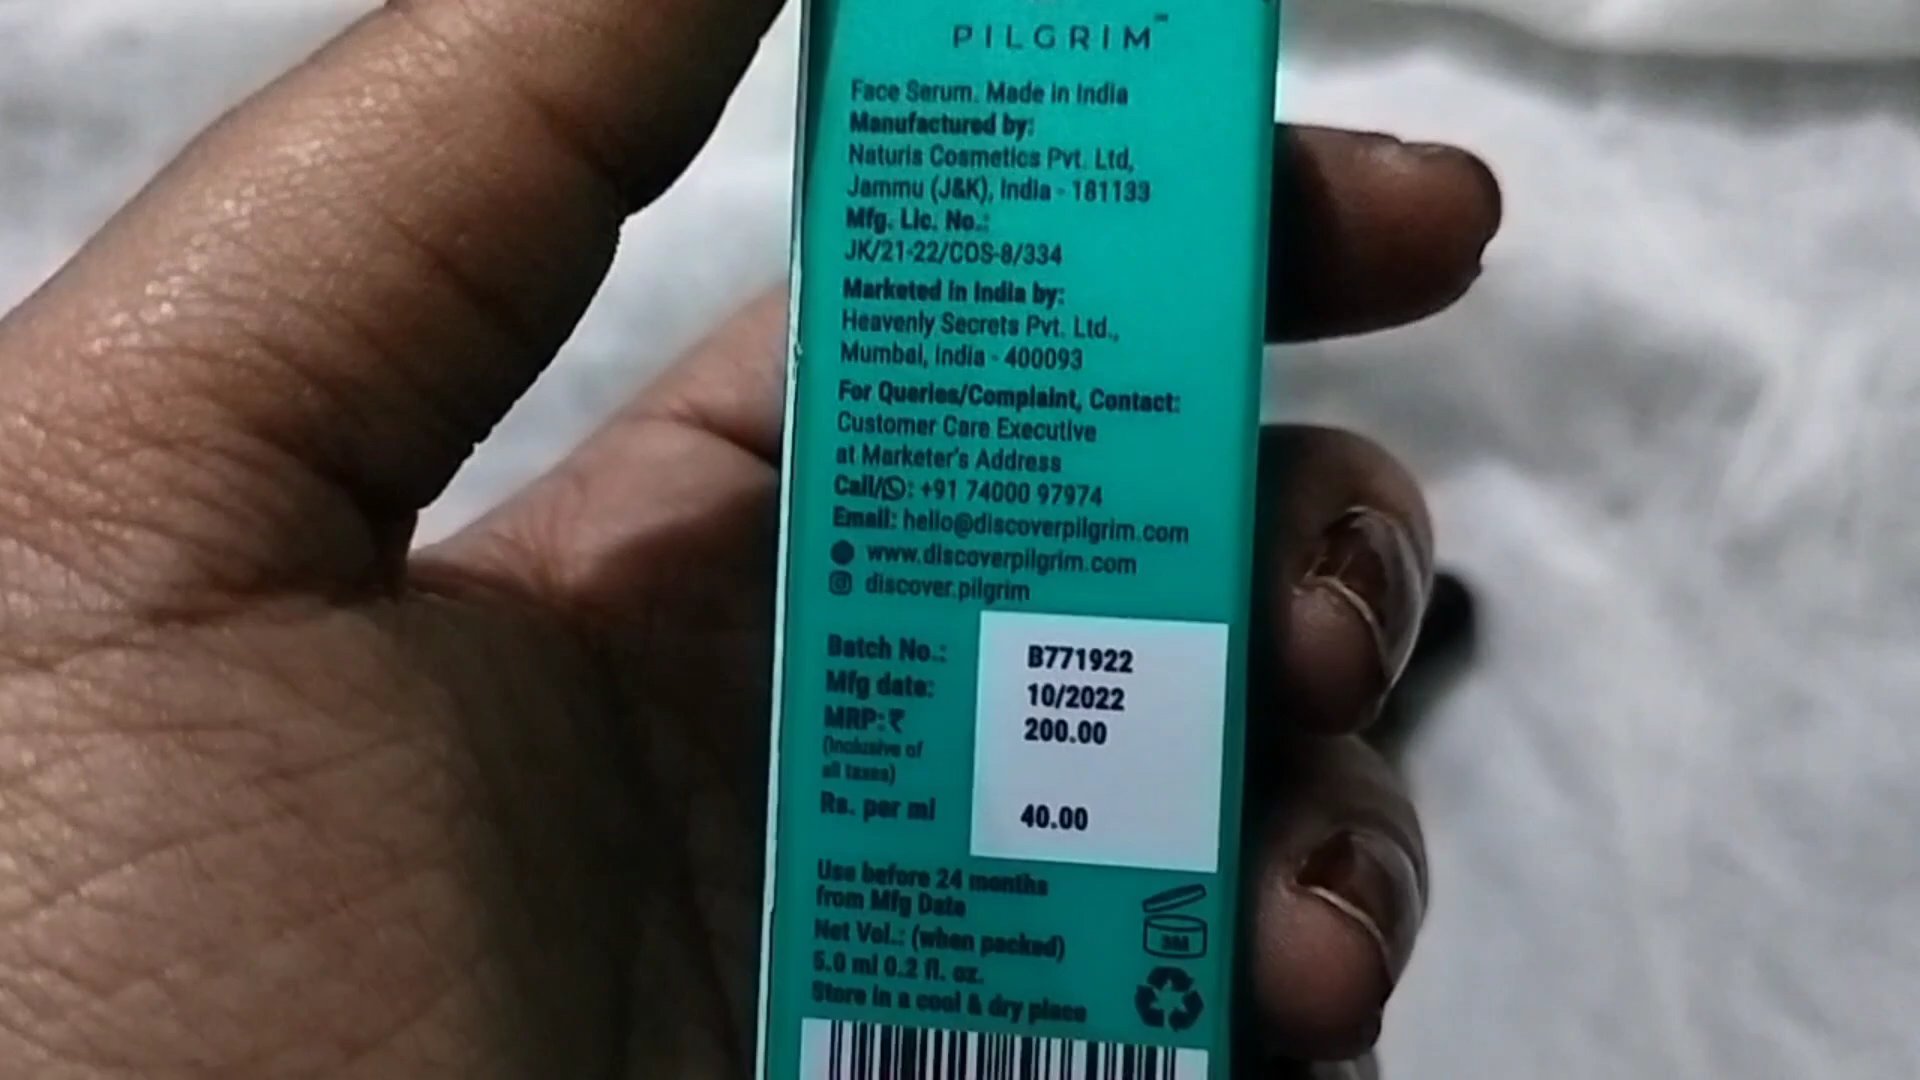 PILGRIM™
Face Serum. Made in India
Manufactured by:
Naturis Cosmetics Pvt. Ltd,
Jammu (J&K), India - 181133
Mfg. Lic. No.:
JK/21-22/COS-8/334
Marketed in India by:
Heavenly Secrets Pvt. Ltd.,
Mumbai, India - 400093
For Queries/Complaint, Contact:
Customer Care Executive
at Marketer's Address
Call/: +91 74000 97974
Email: hello@discoverpilgrim.com
www.discoverpilgrim.com
discover.pilgrim
Batch No.: B771922
Mfg date: 10/2022
MRP:₹ 200.00
(Inclusive of
all taxes)
Rs. per ml 40.00
Use before 24 months
from Mfg Date
Net Vol.: (when packed)
5.0 ml 0.2 fl. oz.
Store in a cool & dry place